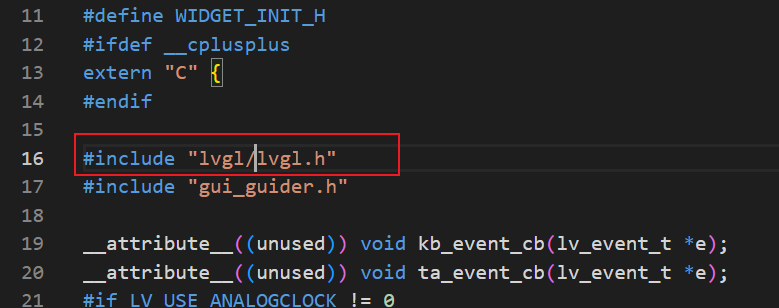 11 #define WIDGET_INIT_H
12 #ifdef __cplusplus
13 extern "C" {
14 #endif
15
16 #include "lvgl/lvgl.h"
17 #include "gui_guider.h"
18
19 __attribute__((unused)) void kb_event_cb(lv_event_t *e);
20 __attribute__((unused)) void ta_event_cb(lv_event_t *e);
21 #if LV_USE_ANALOGCLOCK != 0